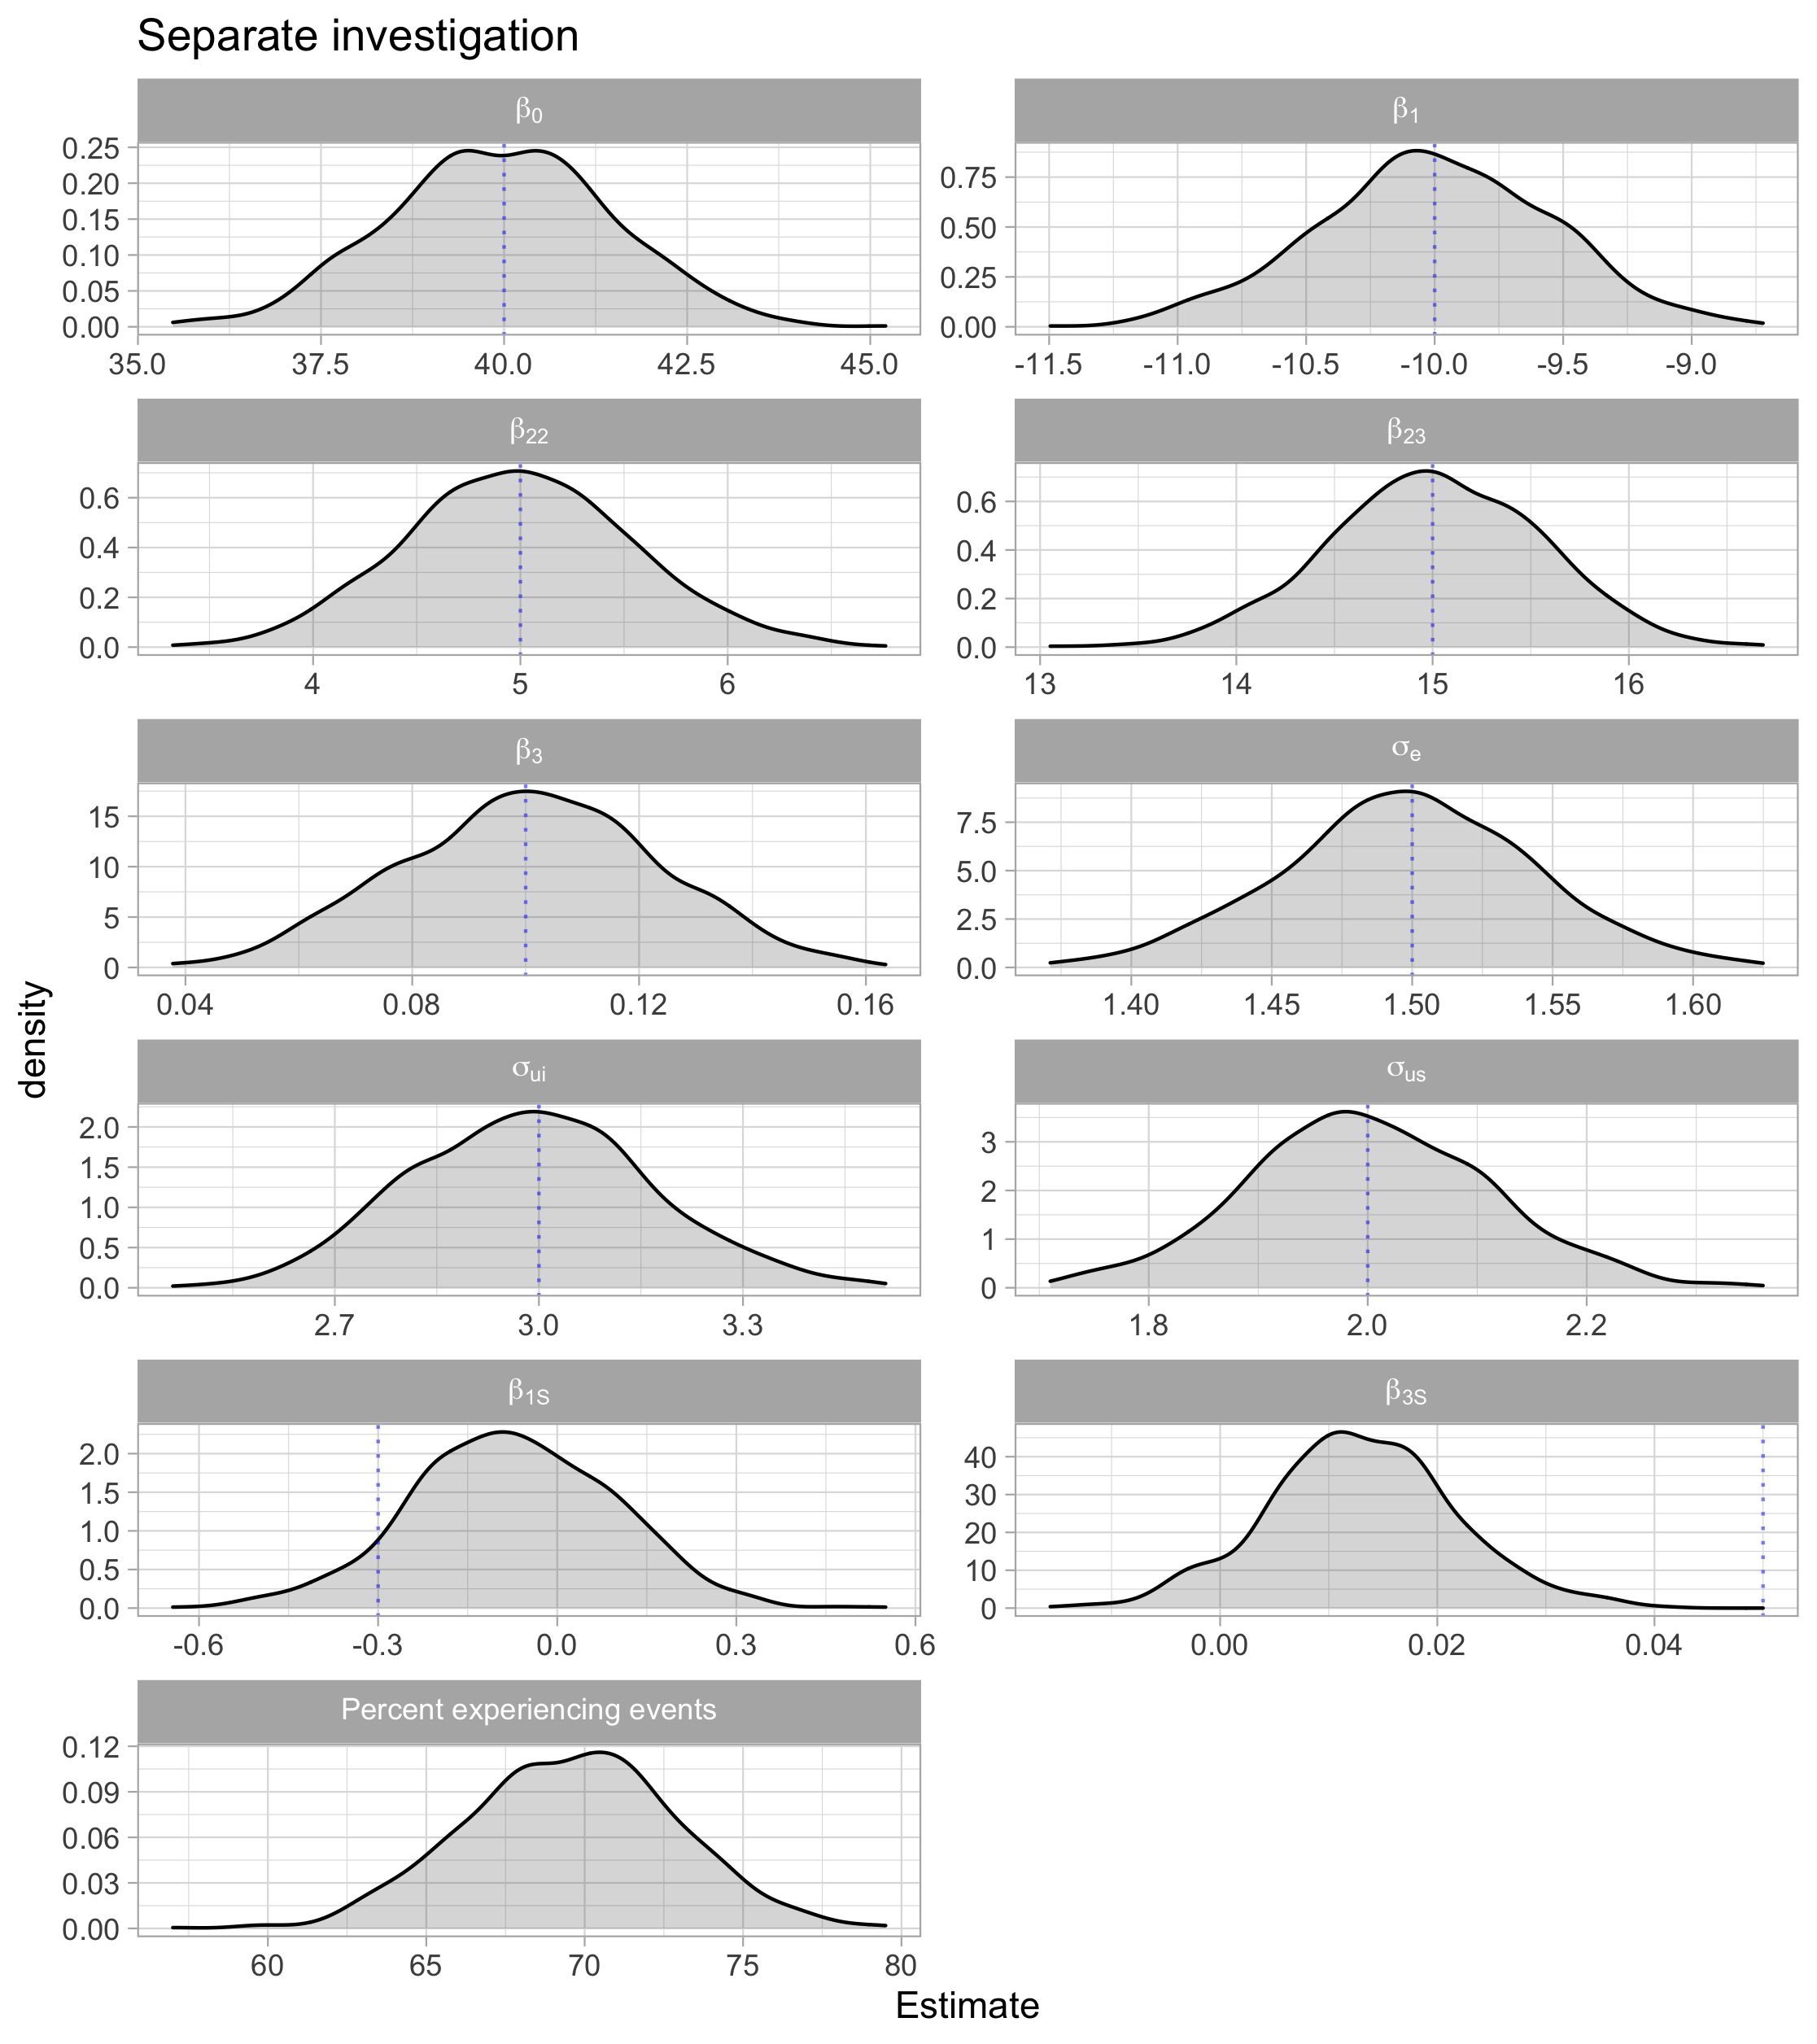 Separate investigation
β0 β1
0.25
0.20
0.15
0.10
0.05
0.00
0.75
0.50
0.25
0.00
35.0 37.5 40.0 42.5 45.0
-11.5 -11.0 -10.5 -10.0 -9.5 -9.0
β22 β23
0.6
0.4
0.2
0.0
0.6
0.4
0.2
0.0
4 5 6
13 14 15 16
β3 σe
15
10
5
0
7.5
5.0
2.5
0.0
0.04 0.08 0.12 0.16
1.40 1.45 1.50 1.55 1.60
density
σui σus
2.0
1.5
1.0
0.5
0.0
3
2
1
0
2.7 3.0 3.3
1.8 2.0 2.2
β1S β3S
2.0
1.5
1.0
0.5
0.0
40
30
20
10
0
-0.6 -0.3 0.0 0.3 0.6
0.00 0.02 0.04
Percent experiencing events
0.12
0.09
0.06
0.03
0.00
60 65 70 75 80
Estimate